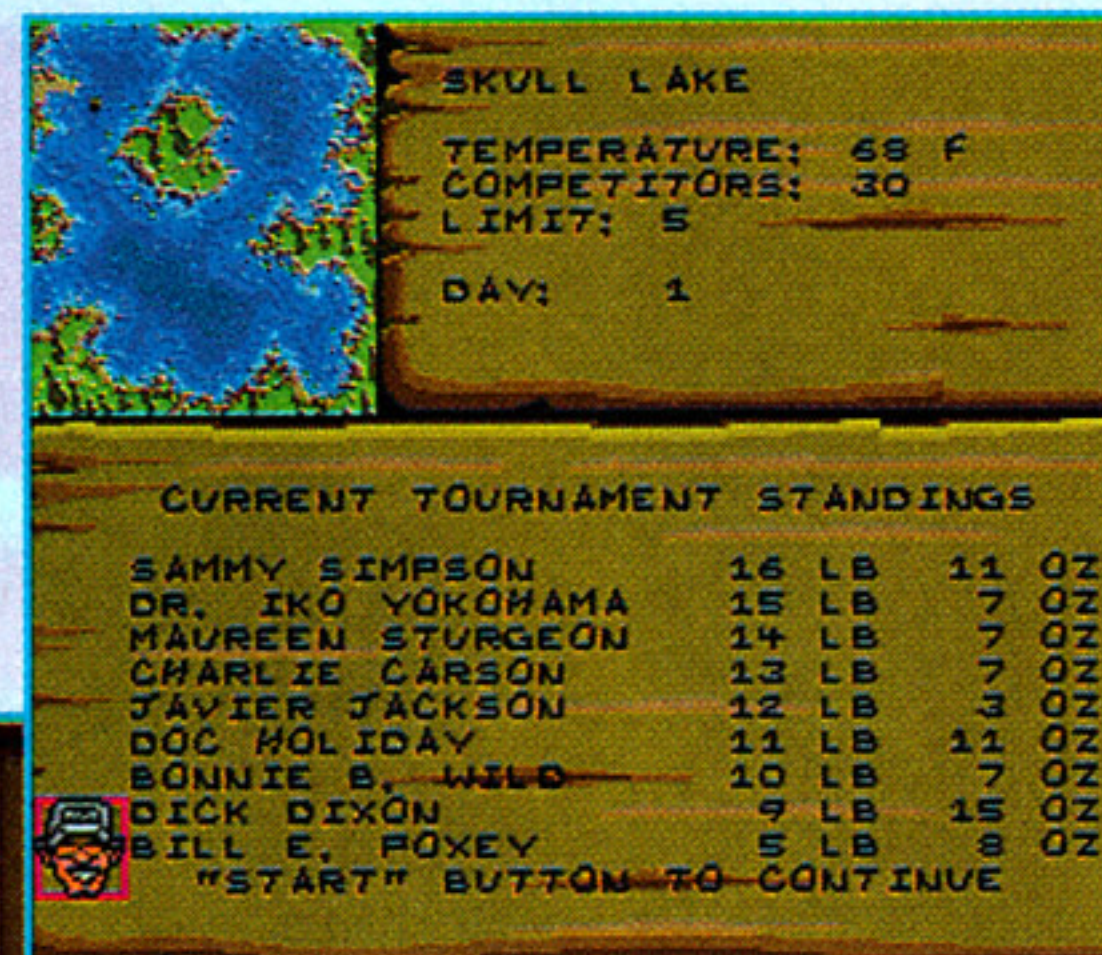 SKULL LAKE
TEMPERATURE: 68 F
COMPETITORS: 30
LIMIT: 5
DAY: 1
CURRENT TOURNAMENT STANDINGS
SAMMY SIMPSON 16 LB 11 OZ
DR. IKO YOKOHAMA 15 LB 7 OZ
MAUREEN STURGEON 14 LB 7 OZ
CHARLIE CARSON 13 LB 7 OZ
JAVIER JACKSON 12 LB 3 OZ
DOC HOLIDAY 11 LB 11 OZ
BONNIE B. WILD 10 LB 7 OZ
DICK DIXON 9 LB 15 OZ
BILL E. FOXEY 5 LB 8 OZ
"START" BUTTON TO CONTINUE